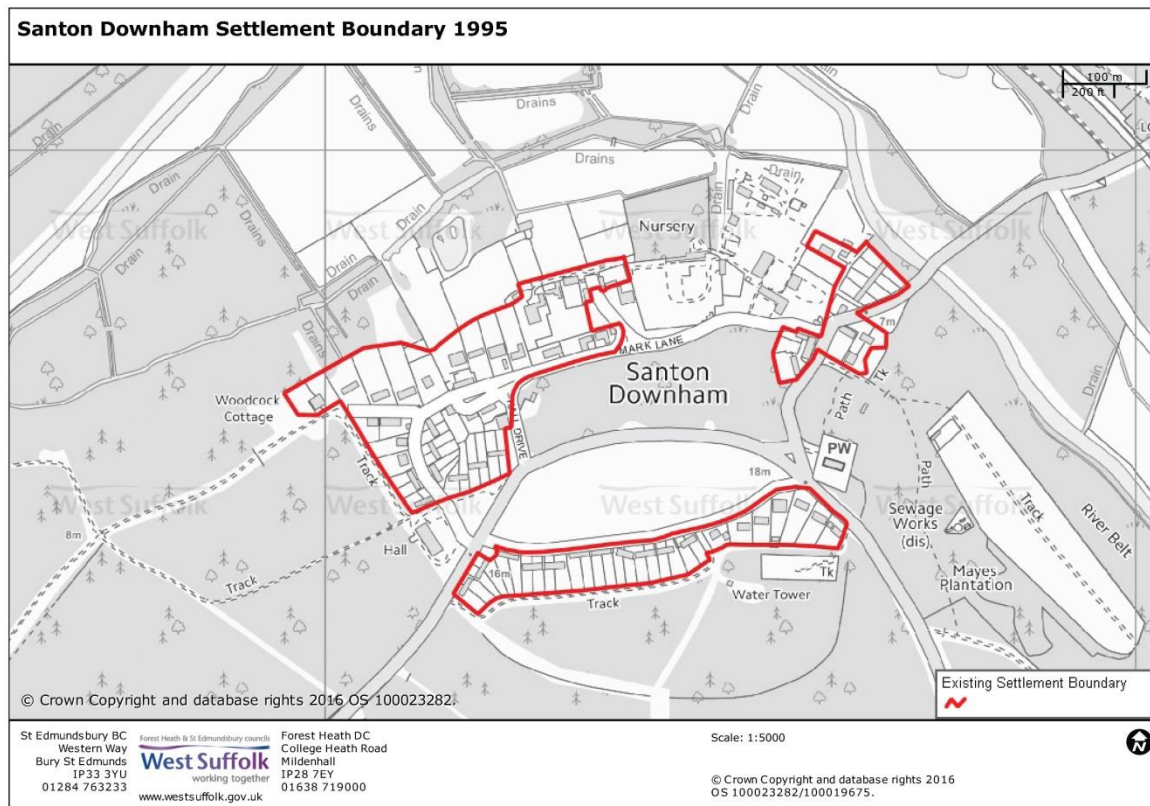 Santon Downham Settlement Boundary 1995
100 m
200 ft
Drains
Drain
Drains
Drain
Drains
Drain
Drain
Drains
Drain
Drain
Drain
Drains
Drain
West Suffolk
West Suffolk
West Suffolk
West Suffolk
Nursery
7m
MARK LANE
Santon
Downham
Woodcock
Cottage
Tk
Path
Drain
DRIVE
Track
PW
18m
West Suffolk
West Suffolk
West Suffolk
Path
Track
Sewage
Works
(dis)
River Belt
8m
Hall
Track
16m
Mayes
Plantation
Tk
Track
Water Tower
Existing Settlement Boundary
© Crown Copyright and database rights 2016 OS 100023282.
St Edmundsbury BC
Western Way
Bury St Edmunds
IP33 3YU
01284 763233
Forest Heath & St Edmundsbury councils
West Suffolk
working together
www.westsuffolk.gov.uk
Forest Heath DC
College Heath Road
Mildenhall
IP28 7EY
01638 719000
Scale: 1:5000
© Crown Copyright and database rights 2016
OS 100023282/100019675.
N